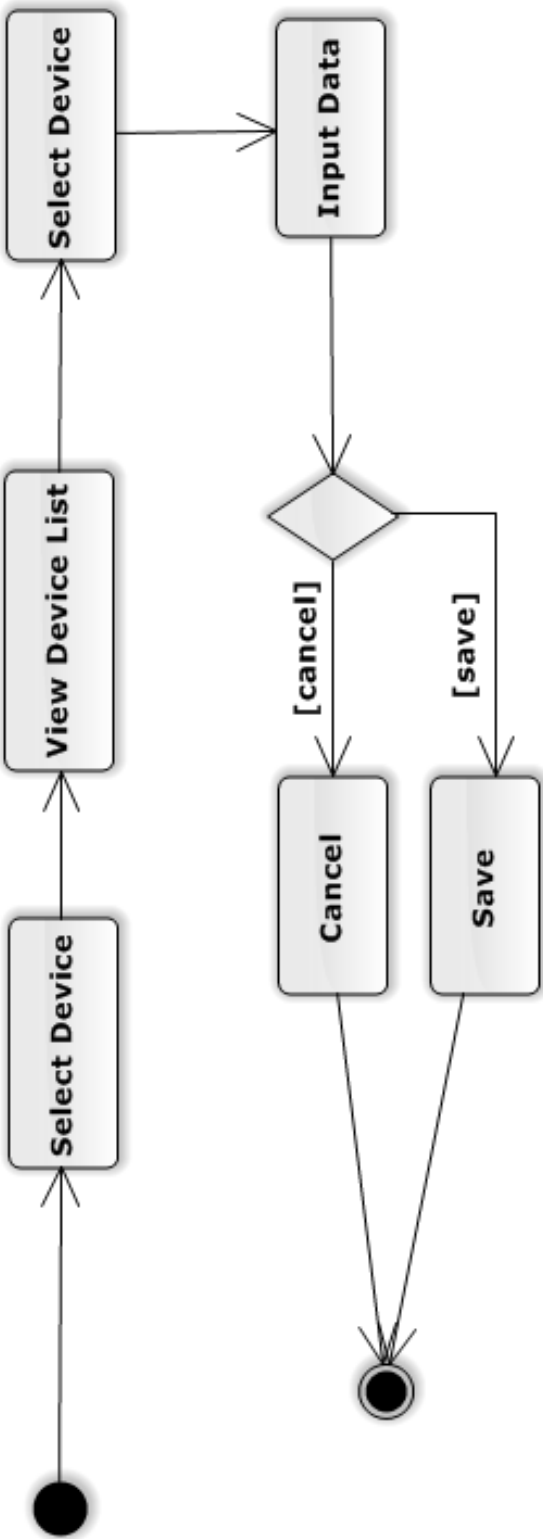 Select Device
View Device List
Select Device
Input Data
[cancel]
[save]
Cancel
Save